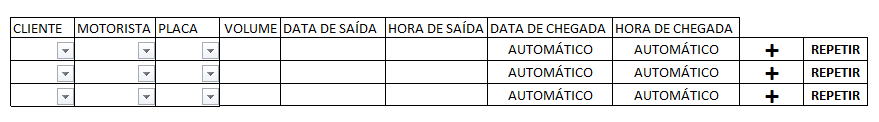 CLIENTE MOTORISTA PLACA VOLUME DATA DE SAÍDA HORA DE SAÍDA DATA DE CHEGADA HORA DE CHEGADA
AUTOMÁTICO AUTOMÁTICO + REPETIR
AUTOMÁTICO AUTOMÁTICO + REPETIR
AUTOMÁTICO AUTOMÁTICO + REPETIR